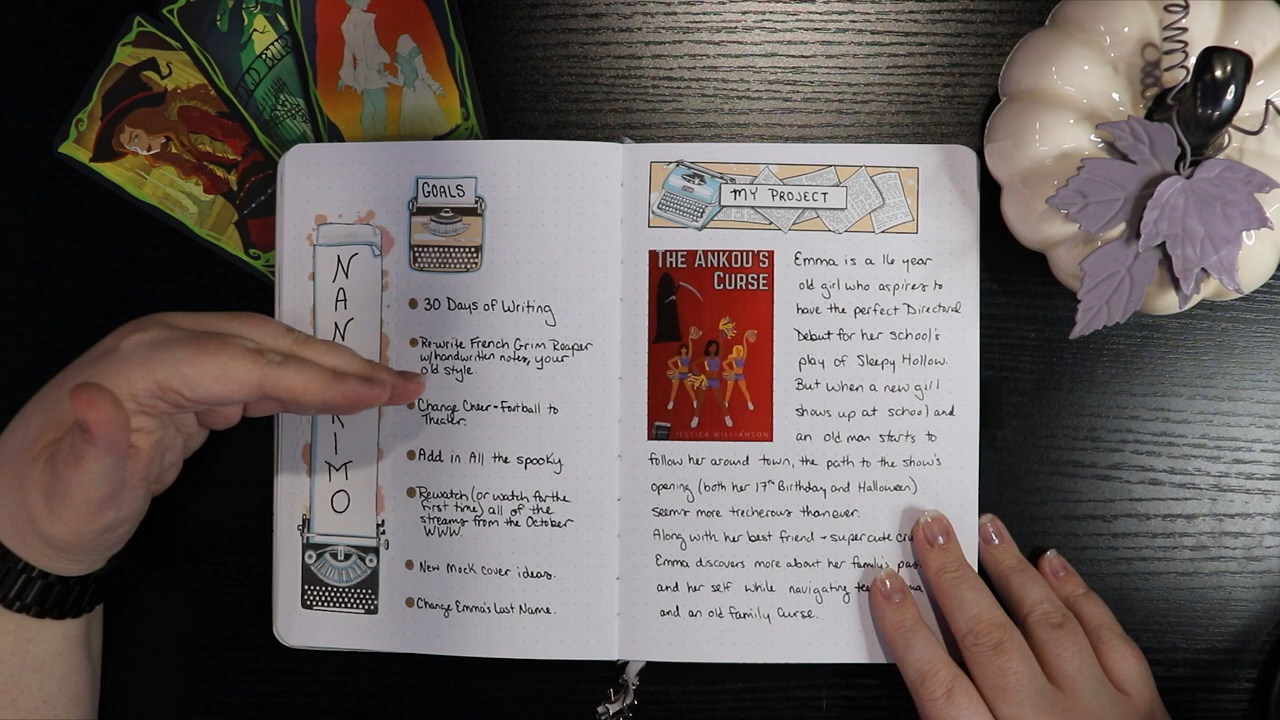 GOALS
NAN
RIMO
30 Days of Writing
Re-write French Grim Reaper
w/handwritten notes, your
old style.
Change Cheer + Football to
Theater.
Add in All the spooky
Rewatch (or watch for the
first time) all of the
streams from the October
WWW.
New Mock cover ideas.
Change Emma's Last Name.
MY PROJECT
THE ANKOU'S
CURSE
JESSICA WILLIAMSON
Emma is a 16 year
old girl who aspires to
have the perfect Directoral
Debut for her school's
play of Sleepy Hollow.
But when a new girl
shows up at school and
an old man starts to
follow her around town, the path to the show's
opening (both her 17th Birthday and Halloween)
seems more trecherous than ever.
Along with her best friend + super cute
Emma discovers more about her family's
and her self while navigating
and an old family Curse.